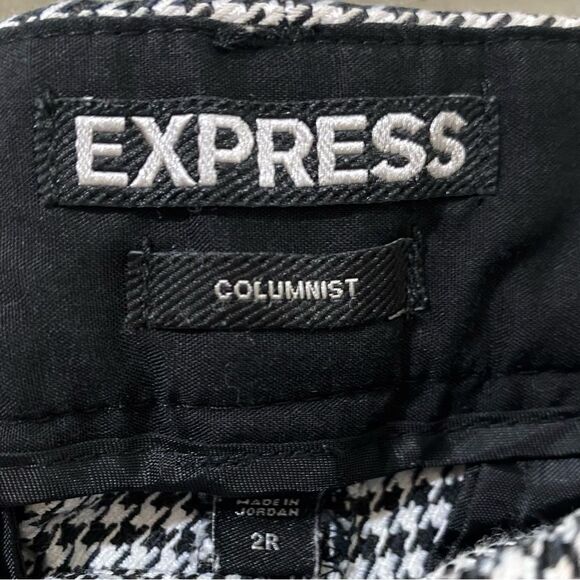 EXPRESS
COLUMNIST
MADE IN
JORDAN
2R